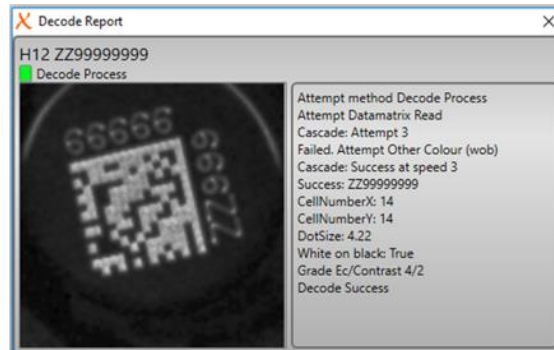 Decode Report
H12 ZZ99999999
Decode Process
99999
ZZ999
Attempt method Decode Process
Attempt Datamatrix Read
Cascade: Attempt 3
Failed. Attempt Other Colour (wob)
Cascade: Success at speed 3
Success: ZZ99999999
CellNumberX: 14
CellNumberY: 14
DotSize: 4.22
White on black: True
Grade Ec/Contrast 4/2
Decode Success